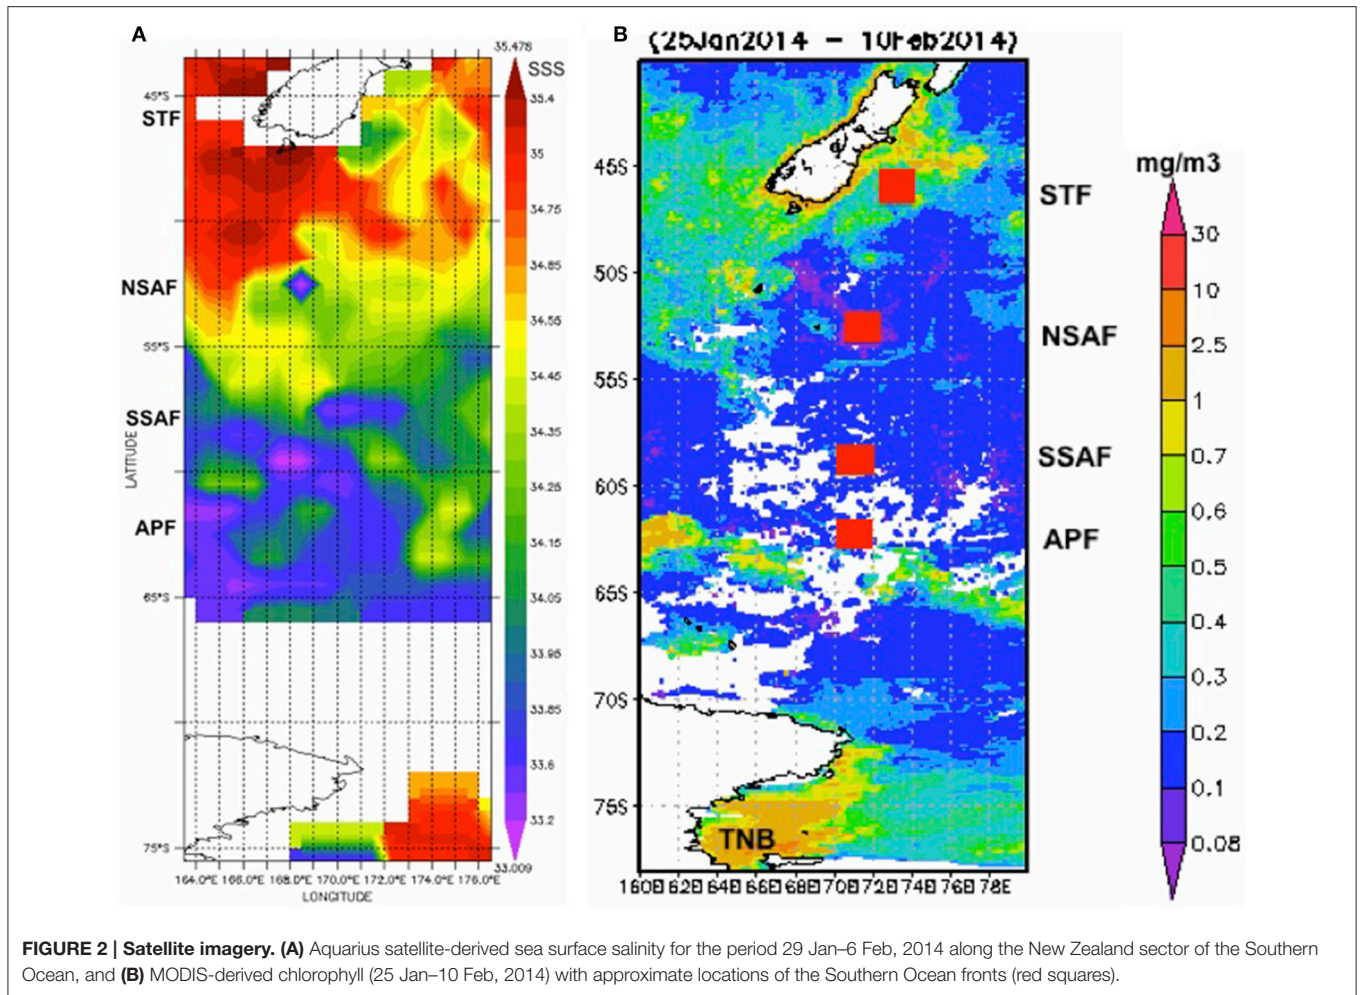 A
35.478
SSS
45°S
STF
35.4
35
34.75
34.85
NSAF
34.55
55°S
34.45
SSAF
34.35
LATITUDE
34.25
APF
34.15
65°S
34.05
33.95
33.85
33.6
33.2
75°S
33.009
164.0°E 166.0°E 168.0°E 170.0°E 172.0°E 174.0°E 176.0°E
LONGITUDE
B
(25Jan2014 – 10Feb2014)
45S
50S
55S
60S
65S
70S
75S
TNB
160E 162E 164E 166E 168E 170E 172E 174E 176E 178E
STF
NSAF
SSAF
APF
mg/m3
30
10
2.5
1
0.7
0.6
0.5
0.4
0.3
0.2
0.1
0.08
FIGURE 2 | Satellite imagery. (A) Aquarius satellite-derived sea surface salinity for the period 29 Jan–6 Feb, 2014 along the New Zealand sector of the Southern
Ocean, and (B) MODIS-derived chlorophyll (25 Jan–10 Feb, 2014) with approximate locations of the Southern Ocean fronts (red squares).